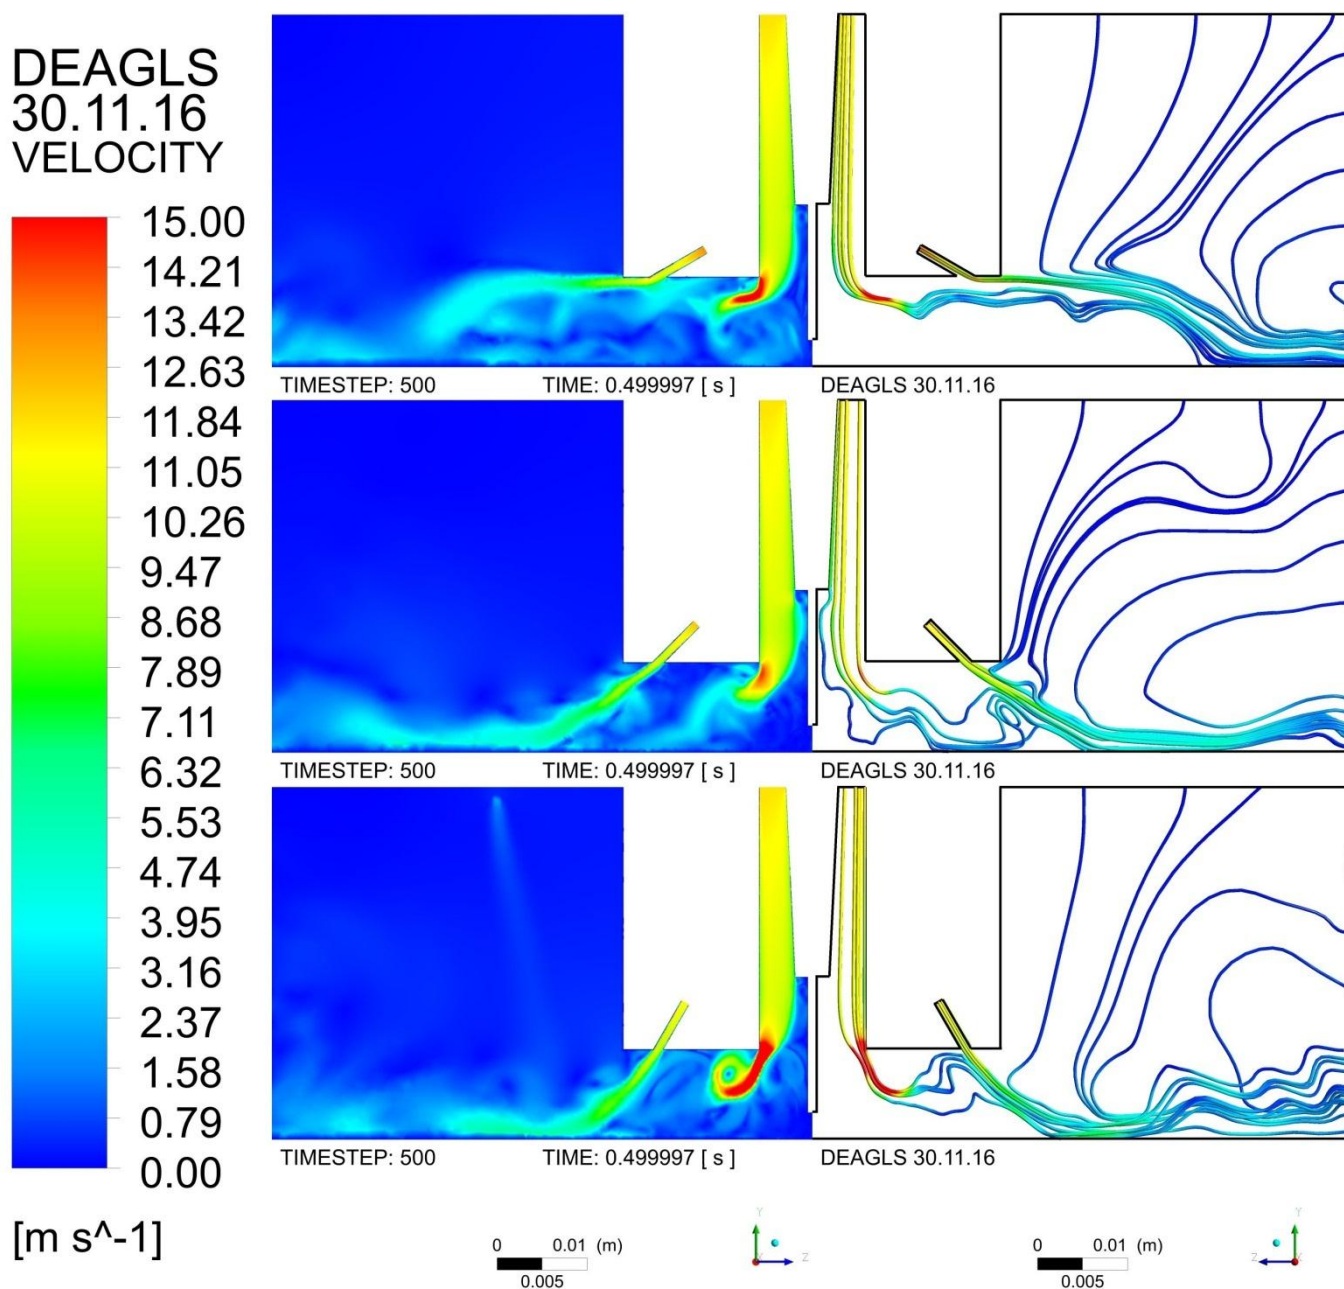 DEAGLS
30.11.16
VELOCITY
15.00
14.21
13.42
12.63
11.84
11.05
10.26
9.47
8.68
7.89
7.11
6.32
5.53
4.74
3.95
3.16
2.37
1.58
0.79
0.00
[m s^-1]
TIMESTEP: 500 TIME: 0.499997 [ s ] DEAGLS 30.11.16
TIMESTEP: 500 TIME: 0.499997 [ s ] DEAGLS 30.11.16
TIMESTEP: 500 TIME: 0.499997 [ s ] DEAGLS 30.11.16
0 0.01 (m)
0.005
Y
Z
0 0.01 (m)
0.005
Y
Z